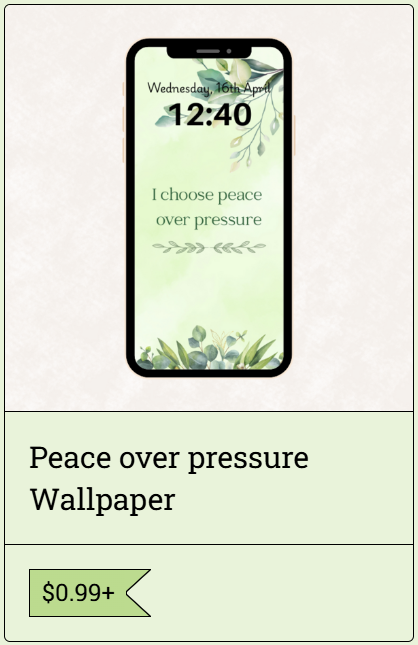 Wednesday, 16th April
12:40
I choose peace
over pressure
Peace over pressure
Wallpaper
$0.99+